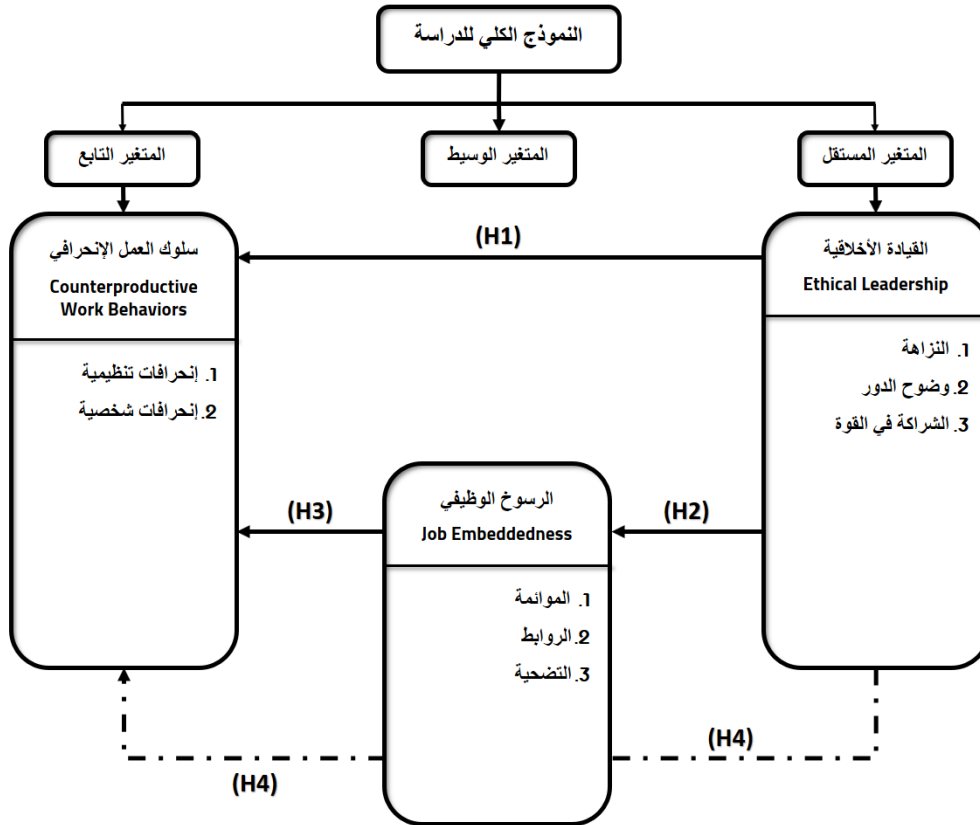 النموذج الكلي للدراسة
المتغير المستقل
المتغير الوسيط
المتغير التابع
القيادة الأخلاقية
Ethical Leadership
1. النزاهة
2. وضوح الدور
3. الشراكة في القوة
(H1)
سلوك العمل الإنحرافي
Counterproductive
Work Behaviors
1. إنحرافات تنظيمية
2. إنحرافات شخصية
(H2)
الرسوخ الوظيفي
Job Embeddedness
1. الموائمة
2. الروابط
3. التضحية
(H3)
(H4)
(H4)